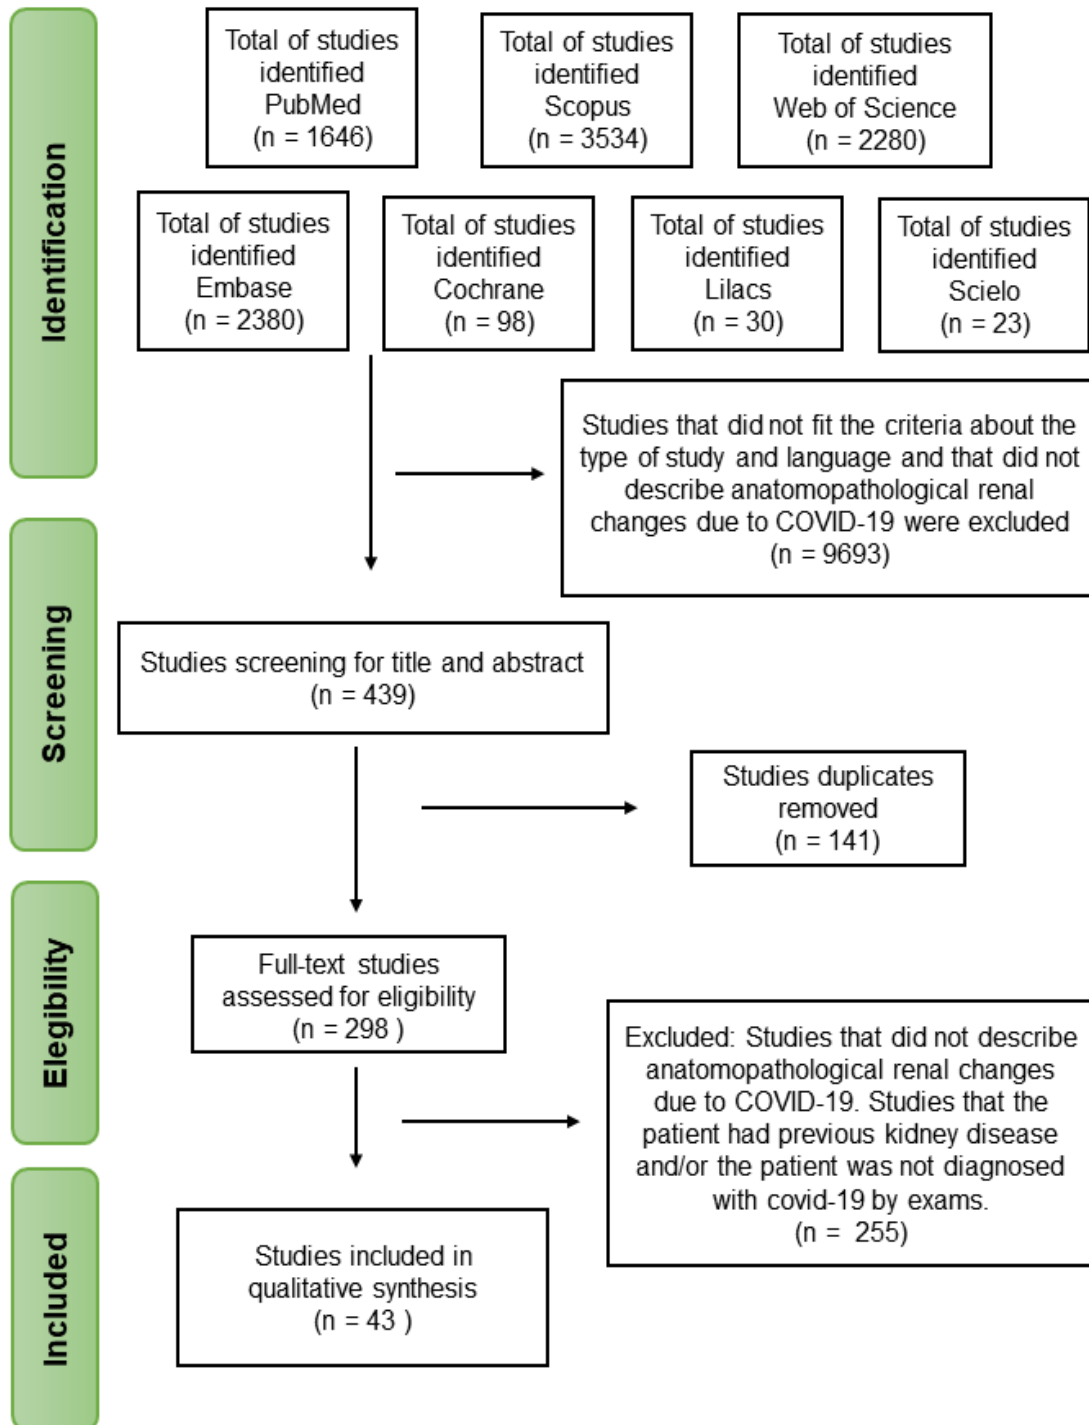 Identification
Total of studies
identified
PubMed
(n = 1646)
Total of studies
identified
Scopus
(n = 3534)
Total of studies
identified
Web of Science
(n = 2280)
Total of studies
identified
Embase
(n = 2380)
Total of studies
identified
Cochrane
(n = 98)
Total of studies
identified
Lilacs
(n = 30)
Total of studies
identified
Scielo
(n = 23)
Studies that did not fit the criteria about the
type of study and language and that did not
describe anatomopathological renal
changes due to COVID-19 were excluded
(n = 9693)
Screening
Studies screening for title and abstract
(n = 439)
Studies duplicates
removed
(n = 141)
Elegibility
Full-text studies
assessed for eligibility
(n = 298 )
Excluded: Studies that did not describe
anatomopathological renal changes
due to COVID-19. Studies that the
patient had previous kidney disease
and/or the patient was not diagnosed
with covid-19 by exams.
(n = 255)
Included
Studies included in
qualitative synthesis
(n = 43 )